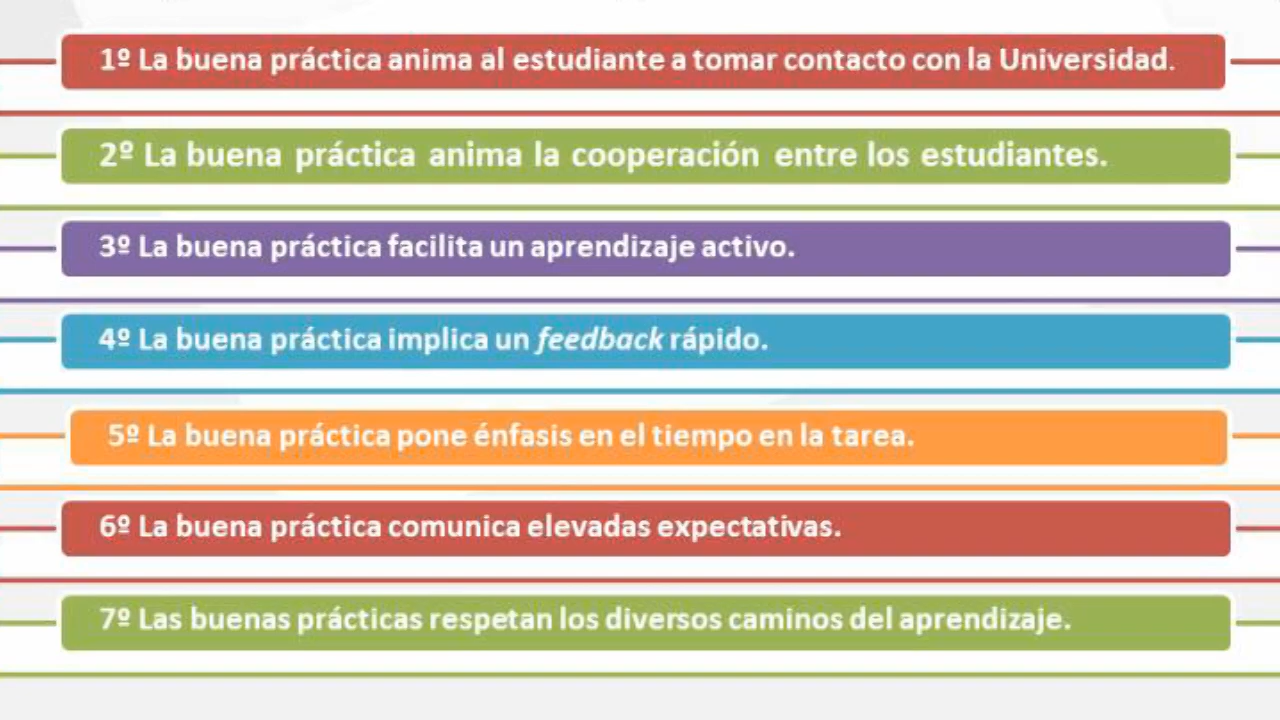 1º La buena práctica anima al estudiante a tomar contacto con la Universidad.
2º La buena práctica anima la cooperación entre los estudiantes.
3º La buena práctica facilita un aprendizaje activo.
4º La buena práctica implica un feedback rápido.
5º La buena práctica pone énfasis en el tiempo en la tarea.
6º La buena práctica comunica elevadas expectativas.
7º Las buenas prácticas respetan los diversos caminos del aprendizaje.